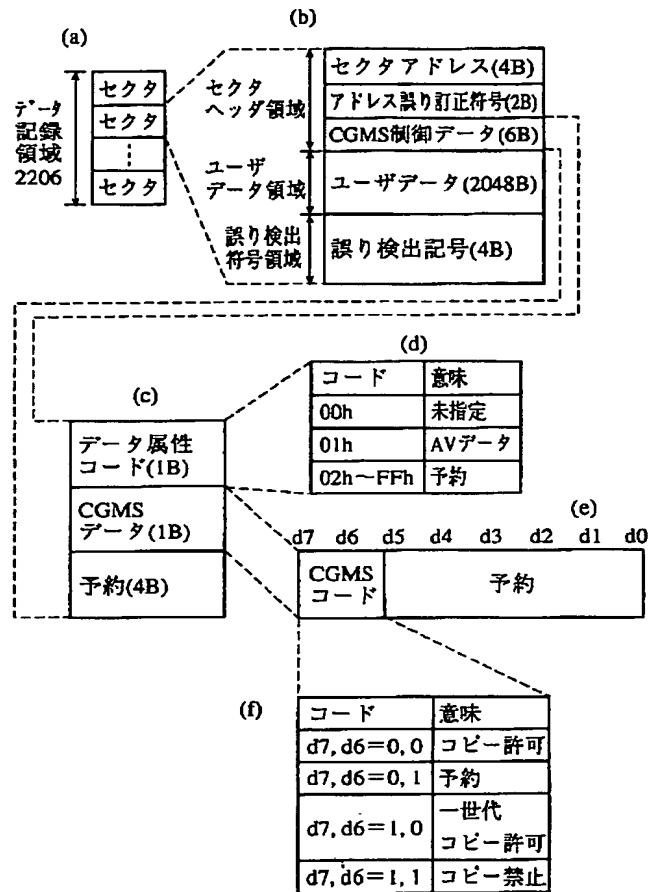 (a)
データ
記録
領域
2206
セクタ
セクタ
セクタ
(b)
セクタ
ヘッダ領域
ユーザ
データ領域
誤り検出
符号領域
セクタアドレス(4B)
アドレス誤り訂正符号(2B)
CGMS制御データ(6B)
ユーザデータ(2048B)
誤り検出記号(4B)
(c)
データ属性
コード(1B)
CGMS
データ(1B)
予約(4B)
(d)
コード 意味
00h 未指定
01h AVデータ
02h～FFh 予約
(e)
d7 d6 d5 d4 d3 d2 d1 d0
CGMS
コード
予約
(f)
コード 意味
d7, d6=0, 0 コピー許可
d7, d6=0, 1 予約
d7, d6=1, 0 一世代
コピー許可
d7, d6=1, 1 コピー禁止